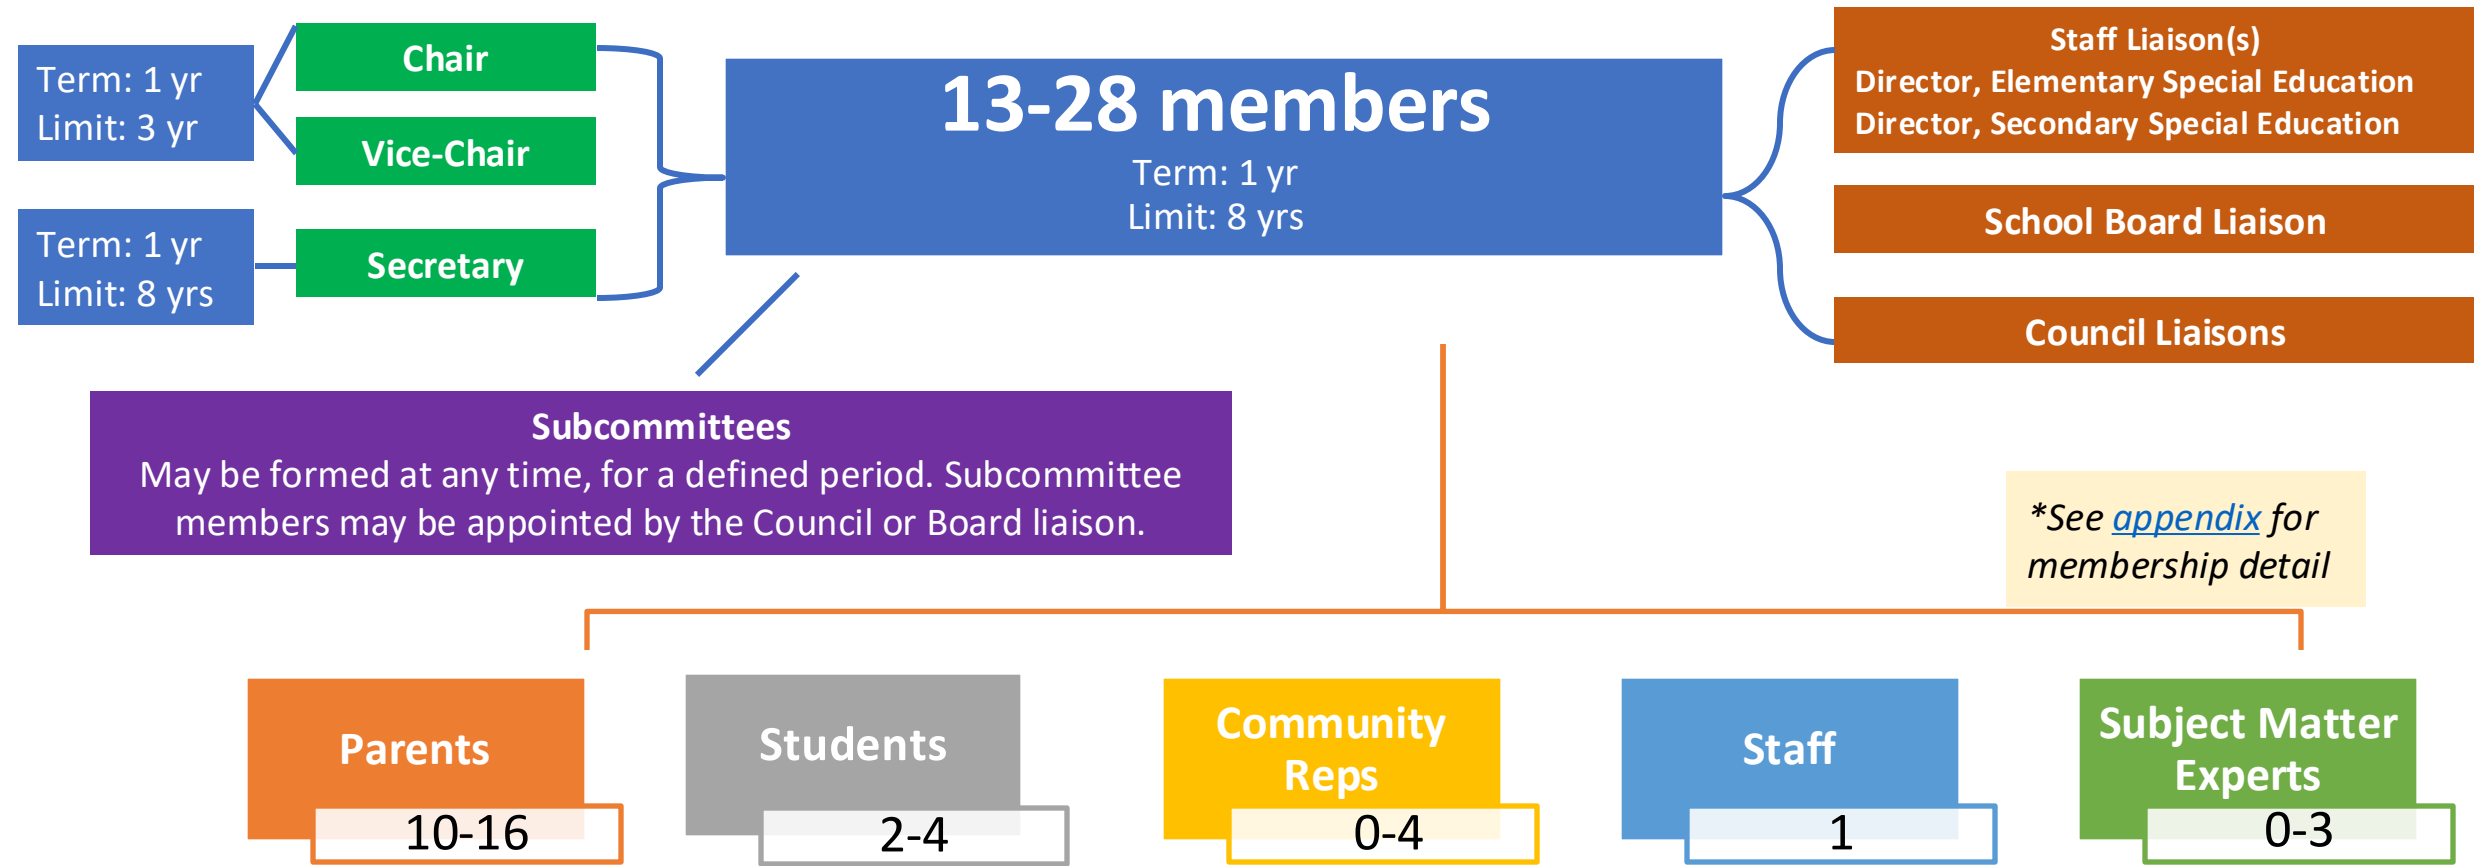 Term: 1 yr
Limit: 3 yr
Chair
Vice-Chair
Term: 1 yr
Limit: 8 yrs
Secretary
13-28 members
Term: 1 yr
Limit: 8 yrs
Staff Liaison(s)
Director, Elementary Special Education
Director, Secondary Special Education
School Board Liaison
Council Liaisons
Subcommittees
May be formed at any time, for a defined period. Subcommittee
members may be appointed by the Council or Board liaison.
*See appendix for
membership detail
Parents
10-16
Students
2-4
Community
Reps
0-4
Staff
1
Subject Matter
Experts
0-3